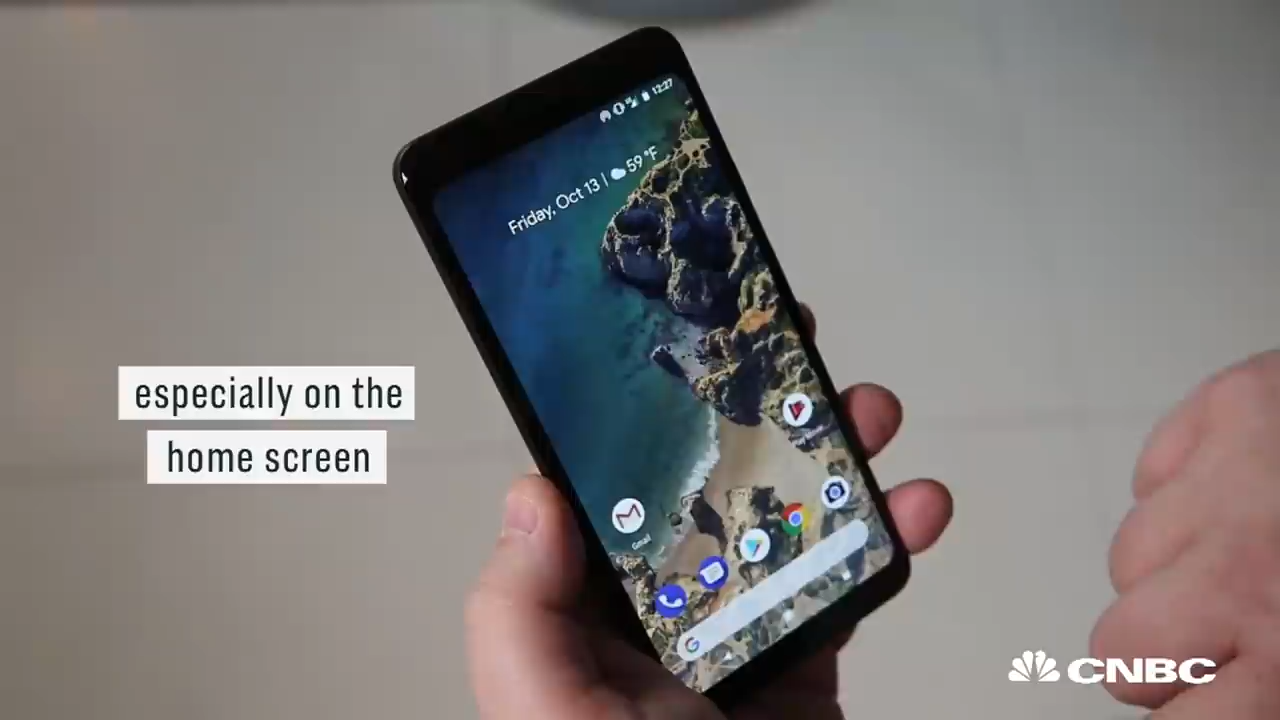 12:27
Friday, Oct 13 | 59 °F
especially on the
home screen
Gmail
G
CNBC